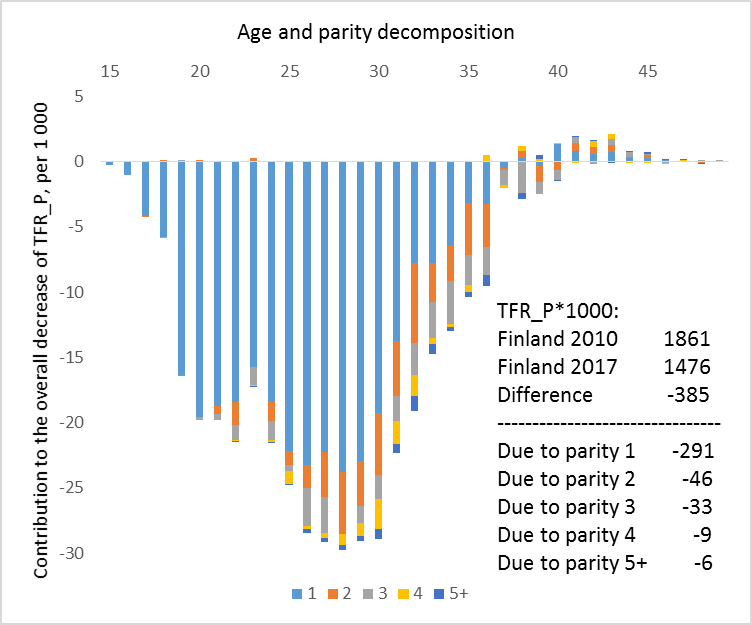 Age and parity decomposition
15 20 25 30 35 40 45
Contribution to the overall decrease of TFR_P, per 1 000
5
0
-5
-10
-15
-20
-25
-30
TFR_P*1000:
Finland 2010 1861
Finland 2017 1476
Difference -385
----------------------------------
Due to parity 1 -291
Due to parity 2 -46
Due to parity 3 -33
Due to parity 4 -9
Due to parity 5+ -6
1 2 3 4 5+